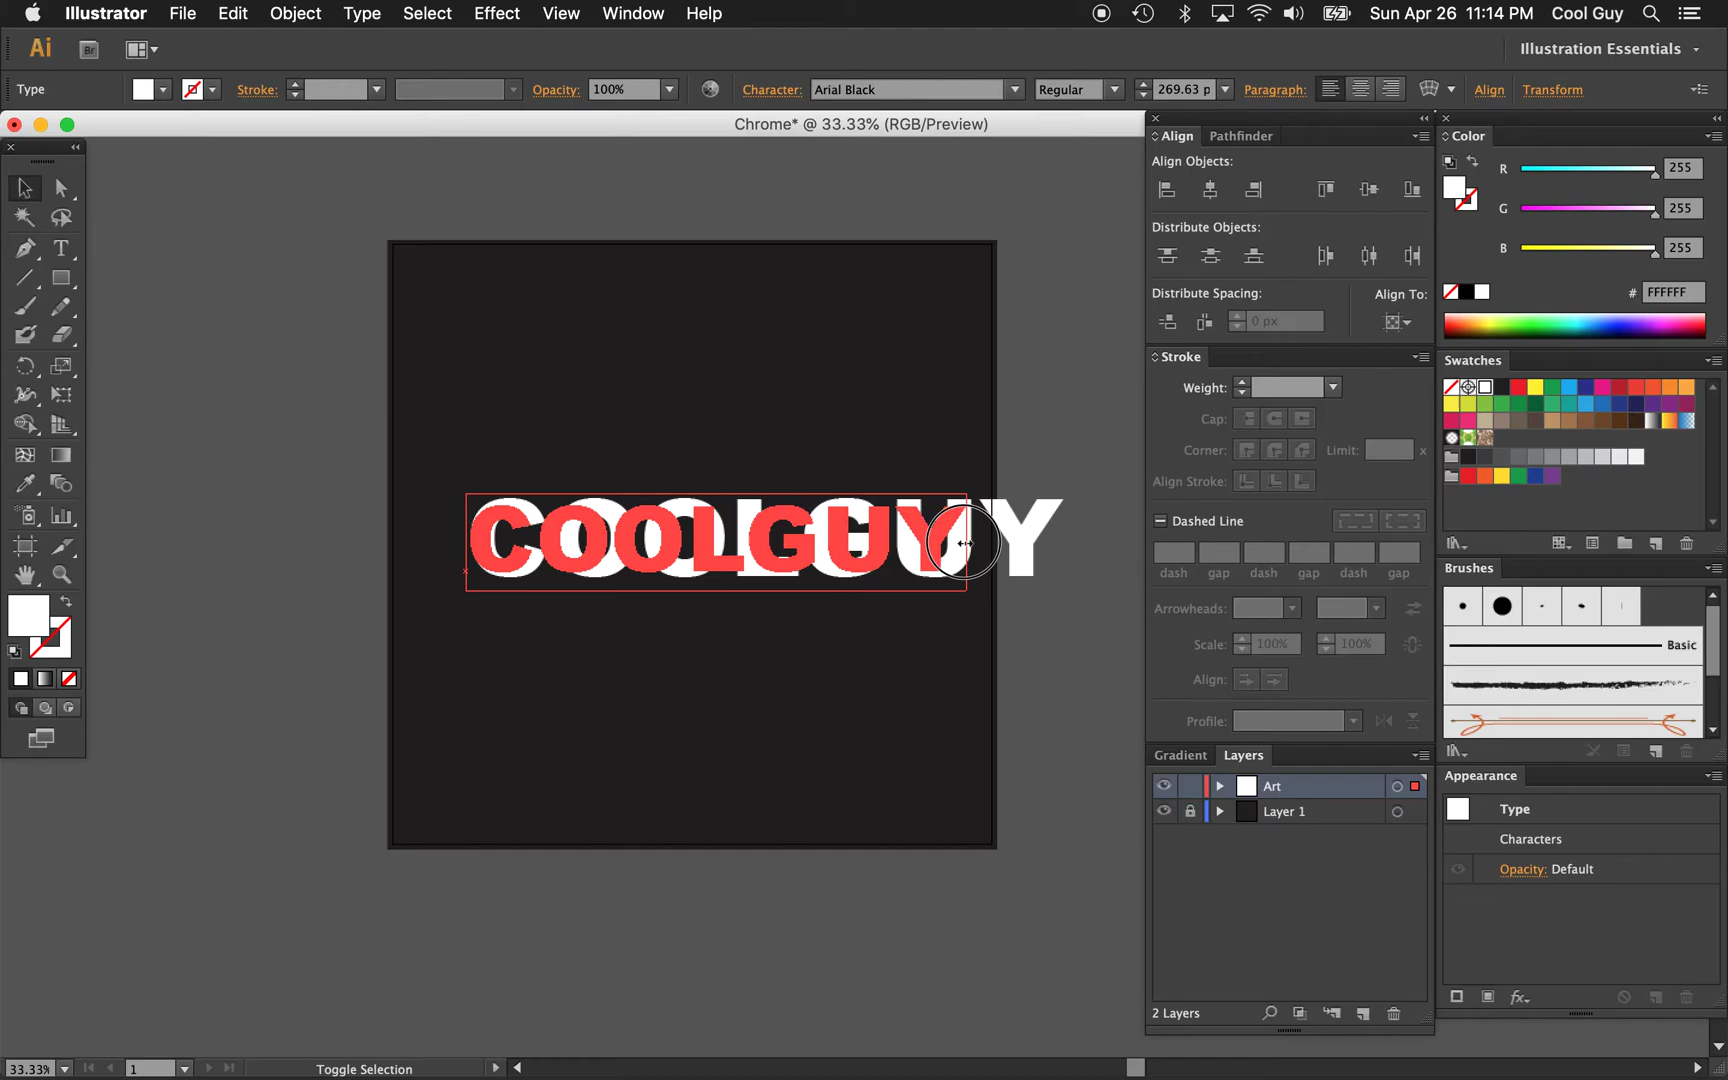 Illustrator File Edit Object Type Select Effect View Window Help Sun Apr 26 11:14 PM Cool Guy
Ai Br Illustration Essentials
Type Stroke: Opacity: 100% Character: Arial Black Regular 269.63 p Paragraph: Align Transform
Chrome* @ 33.33% (RGB/Preview)
Align Pathfinder
Align Objects:
Distribute Objects:
Distribute Spacing:
Align To:
0 px
Stroke
Weight:
Cap:
Corner:
Limit:
x
Align Stroke:
Dashed Line
dash gap dash gap dash gap
Arrowheads:
Scale: 100% 100%
Align:
Profile:
Gradient Layers
Art
Layer 1
2 Layers
Color
R 255
G 255
B 255
# FFFFFF
Swatches
Brushes
Basic
Appearance
Type
Characters
Opacity: Default
T
COOLGUY
COOLGUY
33.33% 1 Toggle Selection